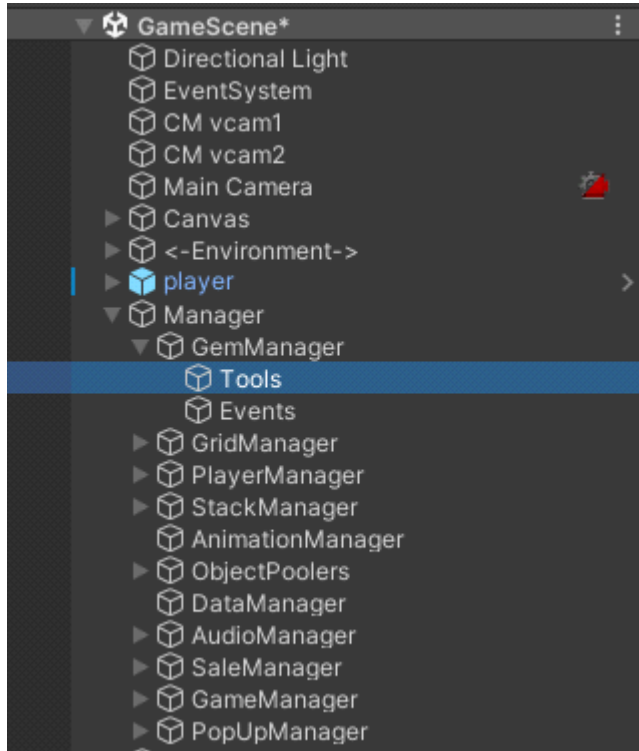 GameScene*
Directional Light
EventSystem
CM vcam1
CM vcam2
Main Camera
Canvas
<-Environment->
player
Manager
GemManager
Tools
Events
GridManager
PlayerManager
StackManager
AnimationManager
ObjectPoolers
DataManager
AudioManager
SaleManager
GameManager
PopUpManager